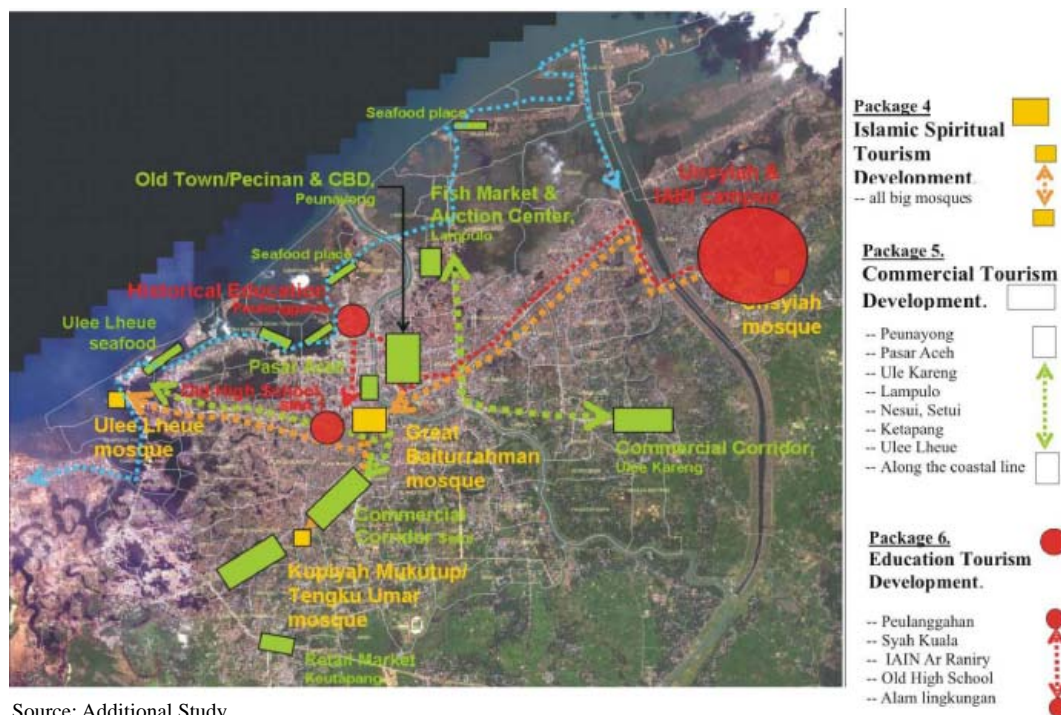 Seafood place
Old Town/Pecinan & CBD,
Peunayong
Fish Market &
Auction Center,
Lampulo
Unsyiah &
IAIN campus
Seafood place
Historical Education
Ulee Lheue
seafood
Pasar Aceh
Old High School,
Unsyiah
mosque
Ulee Lheue
mosque
Great
Baiturrahman
mosque
Commercial Corridor,
Ulee Kareng
Commercial
Corridor
Kupiyah Mukutup/
Tengku Umar
mosque
Retail Market
Keutapang
Package 4
Islamic Spiritual
Tourism
Development.
-- all big mosques
Package 5.
Commercial Tourism
Development.
-- Peunayong
-- Pasar Aceh
-- Ule Kareng
-- Lampulo
-- Nesui, Setui
-- Ketapang
-- Ulee Lheue
-- Along the coastal line
Package 6.
Education Tourism
Development.
-- Peulanggahan
-- Syah Kuala
-- IAIN Ar Raniry
-- Old High School
-- Alam lingkungan
Source: Additional Study